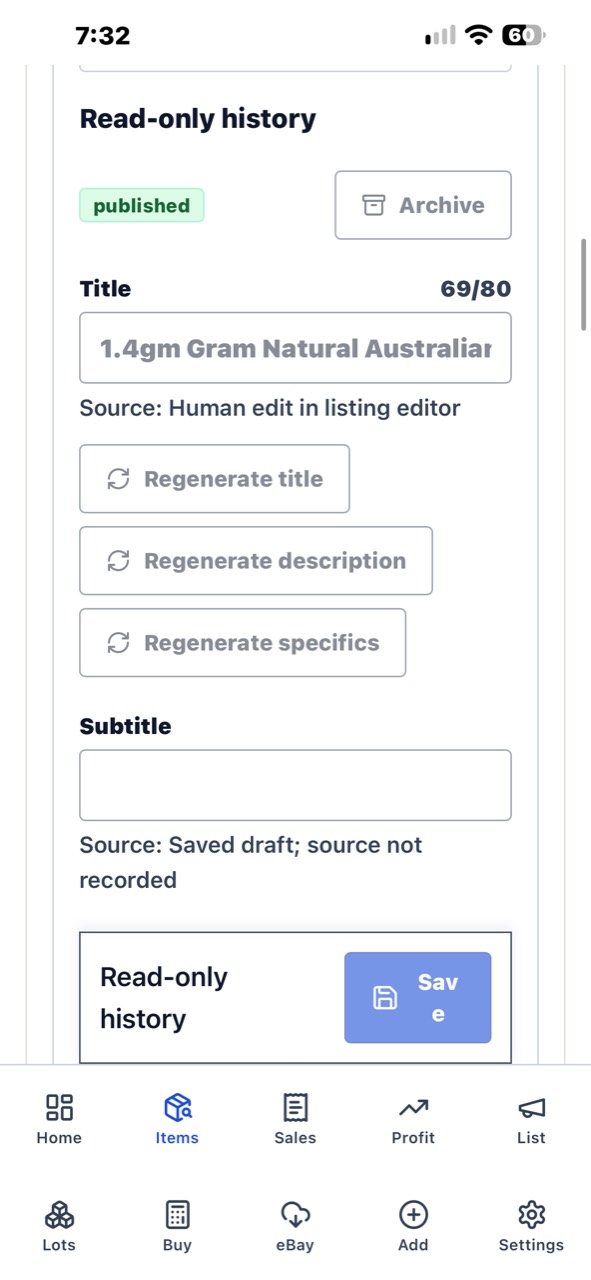 7:32
60
Read-only history
published
Archive
Title
69/80
1.4gm Gram Natural Australian
Source: Human edit in listing editor
Regenerate title
Regenerate description
Regenerate specifics
Subtitle
Source: Saved draft; source not
recorded
Read-only
history
Sav
e
Home
Items
Sales
Profit
List
Lots
Buy
eBay
Add
Settings